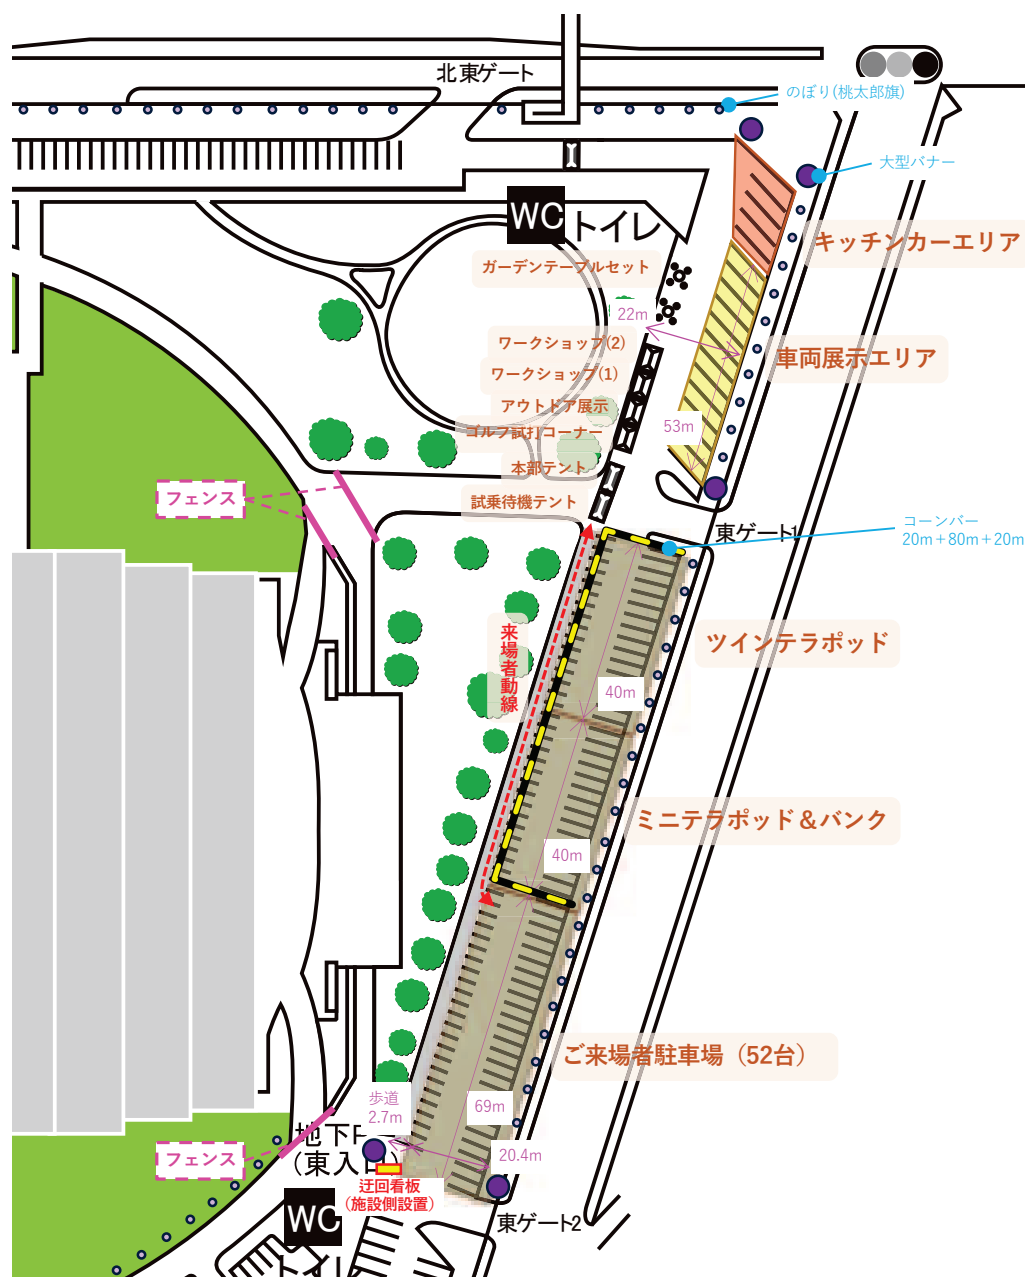 北東ゲート
のぼり(桃太郎旗)
大型バナー
WC
トイレ
キッチンカーエリア
ガーデンテーブルセット
22m
ワークショップ(2)
車両展示エリア
ワークショップ(1)
アウトドア展示
ゴルフ試打コーナー
53m
本部テント
フェンス
試乗待機テント
東ゲート1
コーンバー
20m＋80m＋20m
来場者動線
ツインテラポッド
40m
ミニテラポッド＆バンク
40m
ご来場者駐車場（52台）
歩道
2.7m
69m
地下P
(東入口)
20.4m
フェンス
迂回看板
(施設側設置)
WC
東ゲート2
トイレ